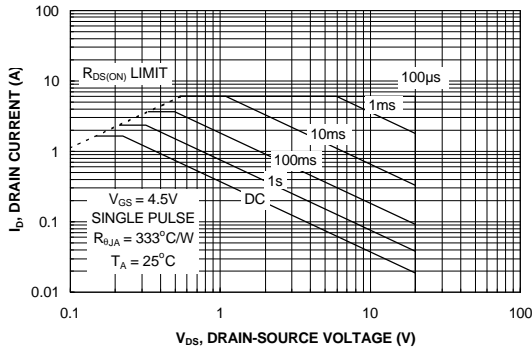 100
10
1
0.1
0.01
I_D, DRAIN CURRENT (A)
R_DS(ON) LIMIT
100µs
1ms
10ms
100ms
1s
DC
V_GS = 4.5V
SINGLE PULSE
R_θJA = 333°C/W
T_A = 25°C
0.1 1 10 100
V_DS, DRAIN-SOURCE VOLTAGE (V)